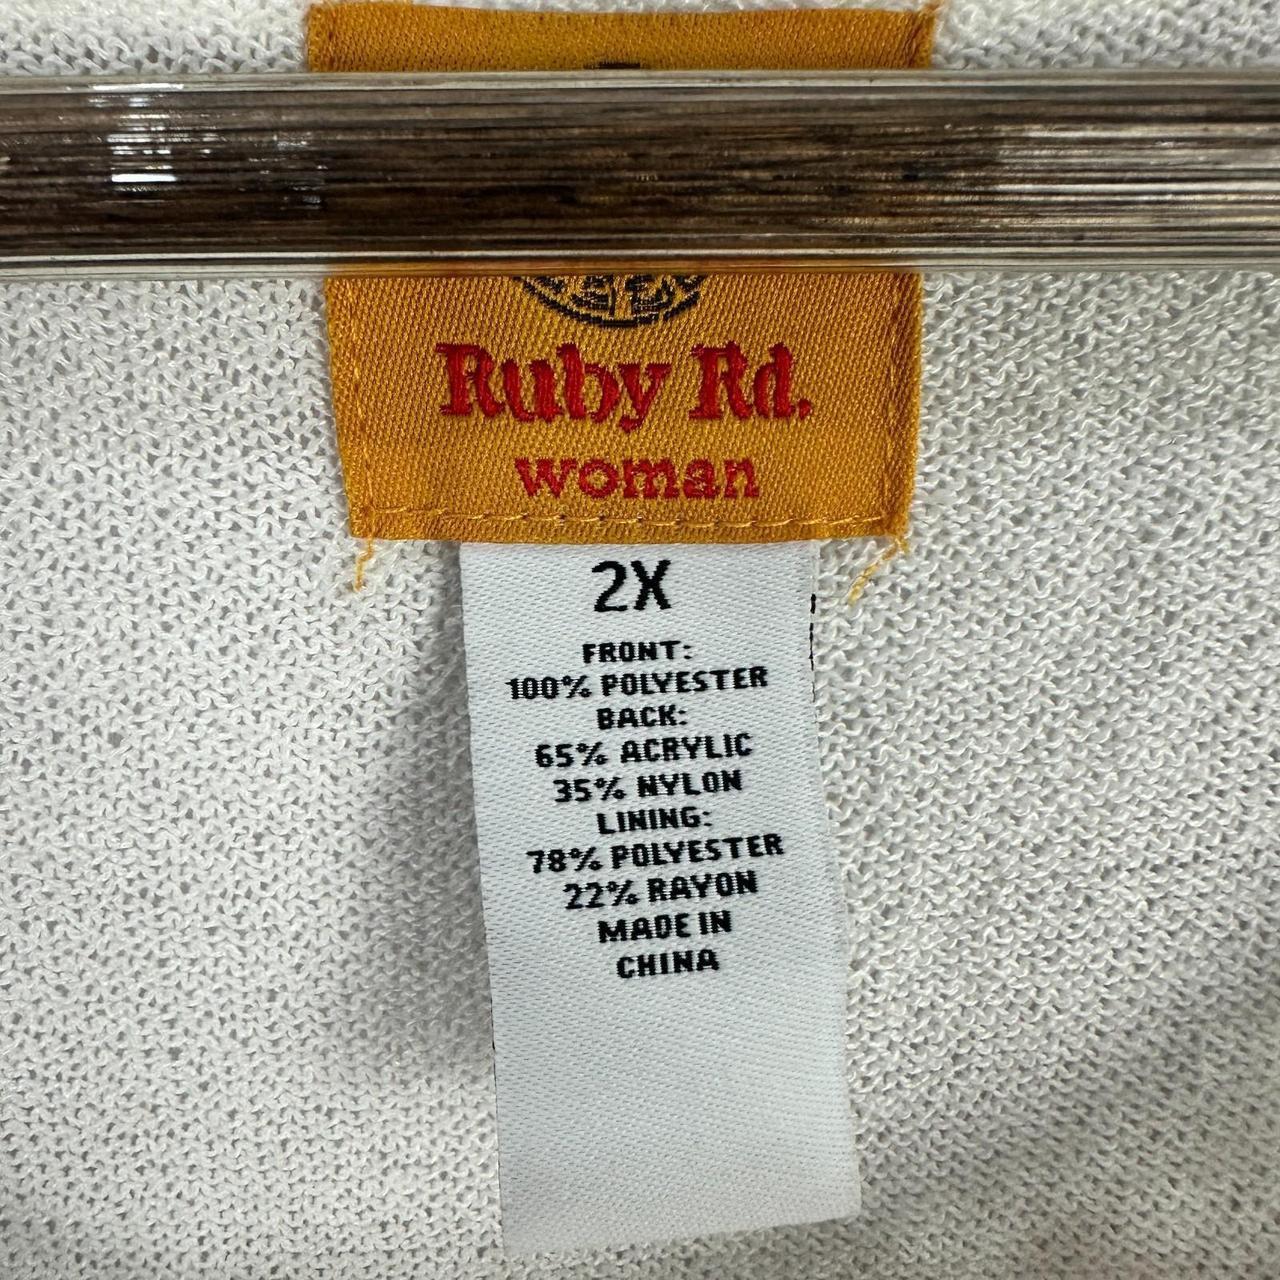 Ruby Rd.
woman
2X
FRONT:
100% POLYESTER
BACK:
65% ACRYLIC
35% NYLON
LINING:
78% POLYESTER
22% RAYON
MADE IN
CHINA